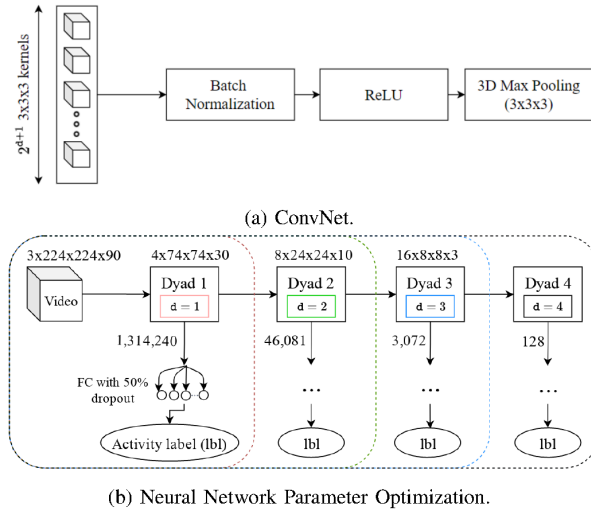 2^{d+1} 3x3x3 kernels
Batch
Normalization
ReLU
3D Max Pooling
(3x3x3)
(a) ConvNet.
3x224x224x90
4x74x74x30
8x24x24x10
16x8x8x3
Video
Dyad 1
d = 1
Dyad 2
d = 2
Dyad 3
d = 3
Dyad 4
d = 4
1,314,240
46,081
3,072
128
FC with 50%
dropout
...
...
...
Activity label (lbl)
lbl
lbl
lbl
(b) Neural Network Parameter Optimization.